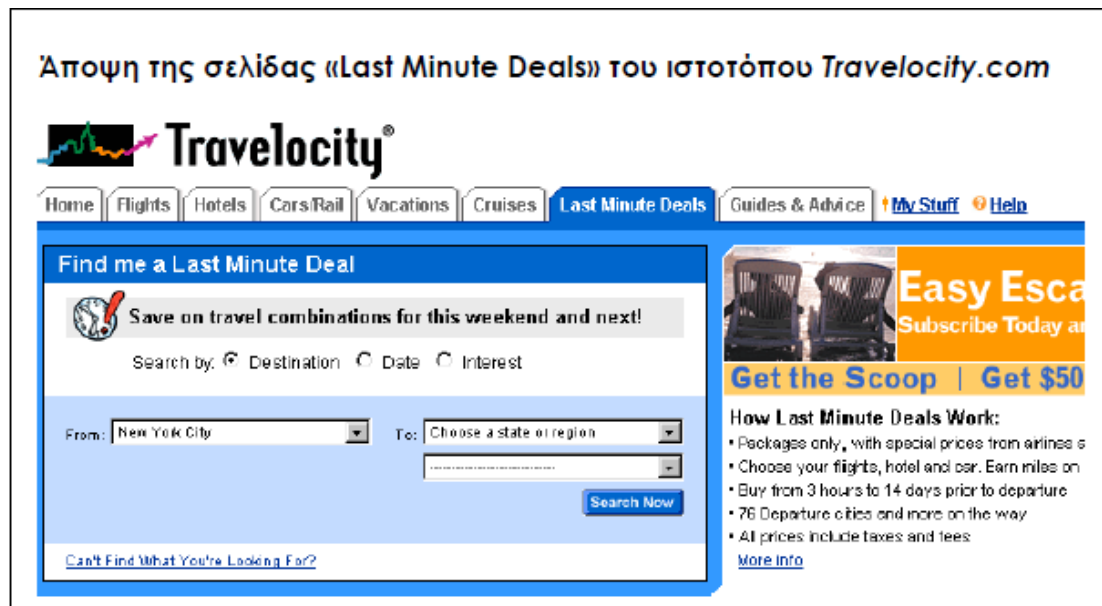 Άποψη της σελίδας «Last Minute Deals» του ιστοτόπου Travelocity.com
Travelocity®
Home Flights Hotels Cars/Rail Vacations Cruises Last Minute Deals Guides & Advice My Stuff Help
Find me a Last Minute Deal
Save on travel combinations for this weekend and next!
Search by: Destination Date Interest
From: New York City To: Choose a state or region
Search Now
Can't Find What You're Looking For?
Easy Esca
Subscribe Today a
Get the Scoop | Get $50
How Last Minute Deals Work:
• Packages only, with special prices from airlines s
• Choose your flights, hotel and car. Earn miles on
• Buy from 3 hours to 14 days prior to departure
• 76 Departure cities and more on the way
• All prices include taxes and fees
More info